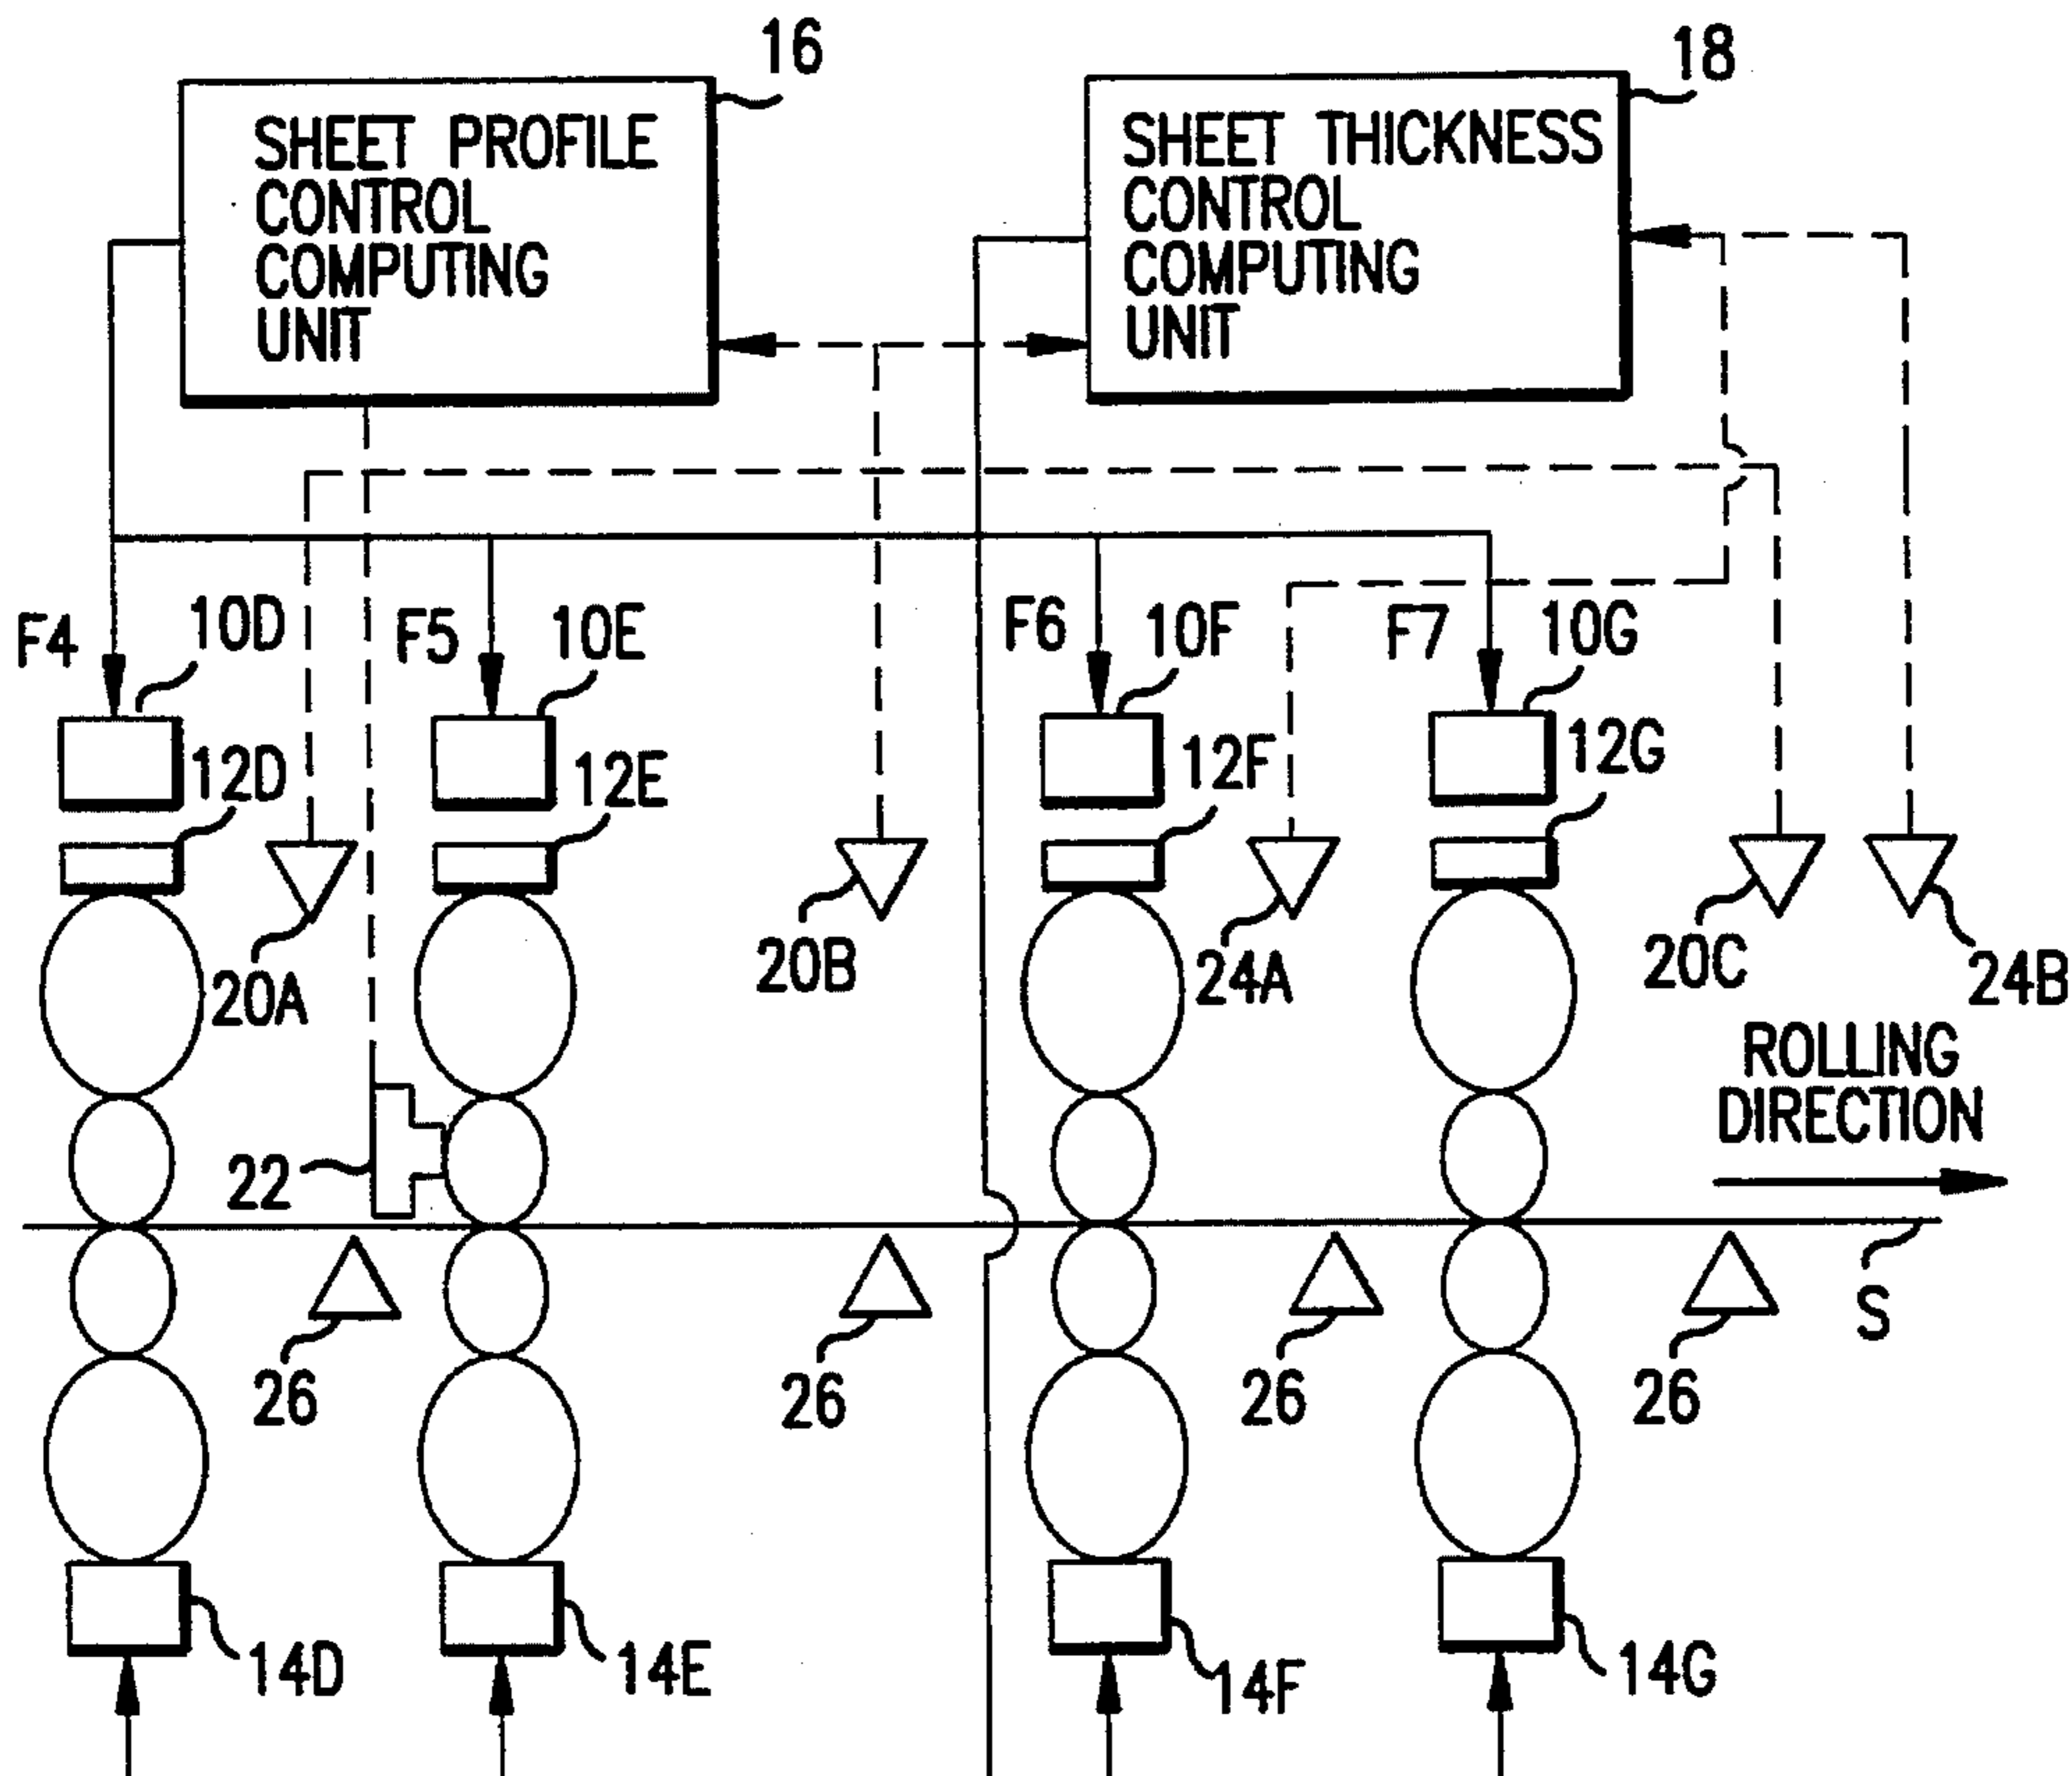 16
18
SHEET PROFILE
CONTROL
COMPUTING
UNIT
SHEET THICKNESS
CONTROL
COMPUTING
UNIT
F4
10D
F5
10E
F6
10F
F7
10G
12D
12E
12F
12G
20A
20B
24A
20C
24B
ROLLING
DIRECTION
22
S
26
26
26
26
14D
14E
14F
14G